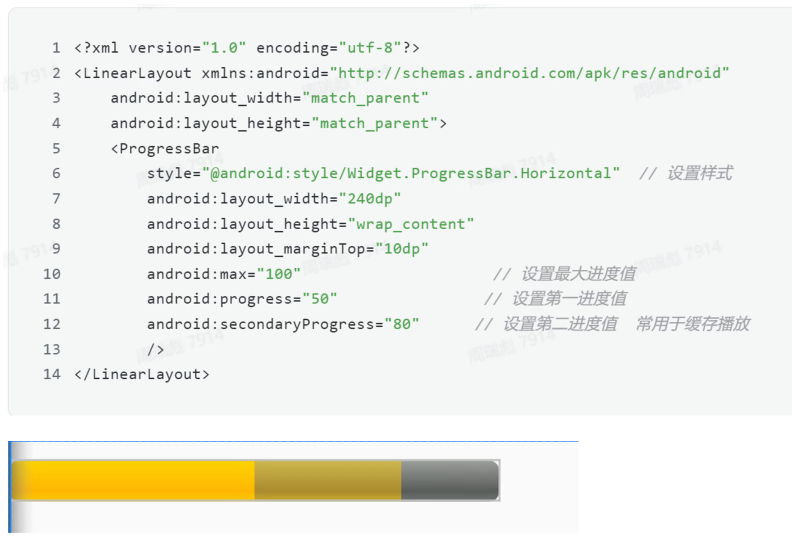 1 <?xml version="1.0" encoding="utf-8"?>
2 <LinearLayout xmlns:android="http://schemas.android.com/apk/res/android"
3 android:layout_width="match_parent"
4 android:layout_height="match_parent">
5 <ProgressBar
6 style="@android:style/Widget.ProgressBar.Horizontal" // 设置样式
7 android:layout_width="240dp"
8 android:layout_height="wrap_content"
9 android:layout_marginTop="10dp"
10 android:max="100" // 设置最大进度值
11 android:progress="50" // 设置第一进度值
12 android:secondaryProgress="80" // 设置第二进度值 常用于缓存播放
13 />
14 </LinearLayout>